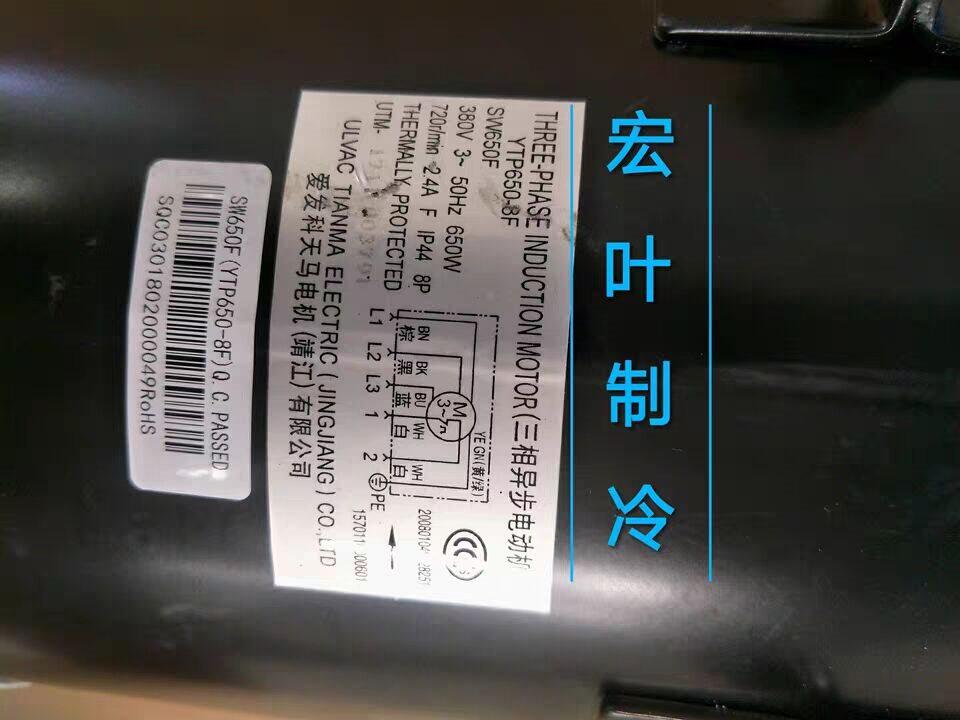 THREE-PHASE INDUCTION MOTOR(三相异步电动机
YTP650-8F
SW650F
380V 3~ 50Hz 650W
720r/min 2.4A F IP44 8P
THERMALLY PROTECTED
UTM-
ULVAC TIANMA ELECTRIC (JINGJIANG) CO.,LTD
爱发科天马电机(靖江)有限公司
YE.GN(黄/绿)
M
3~
BN BK BU WH WH
棕 黑 蓝 白 白
L1 L2 L3 1 2 PE
CCC
S
SW650F(YTP650-8F)Q.C.PASSED
SQC0301802000049RoHS
宏叶制冷